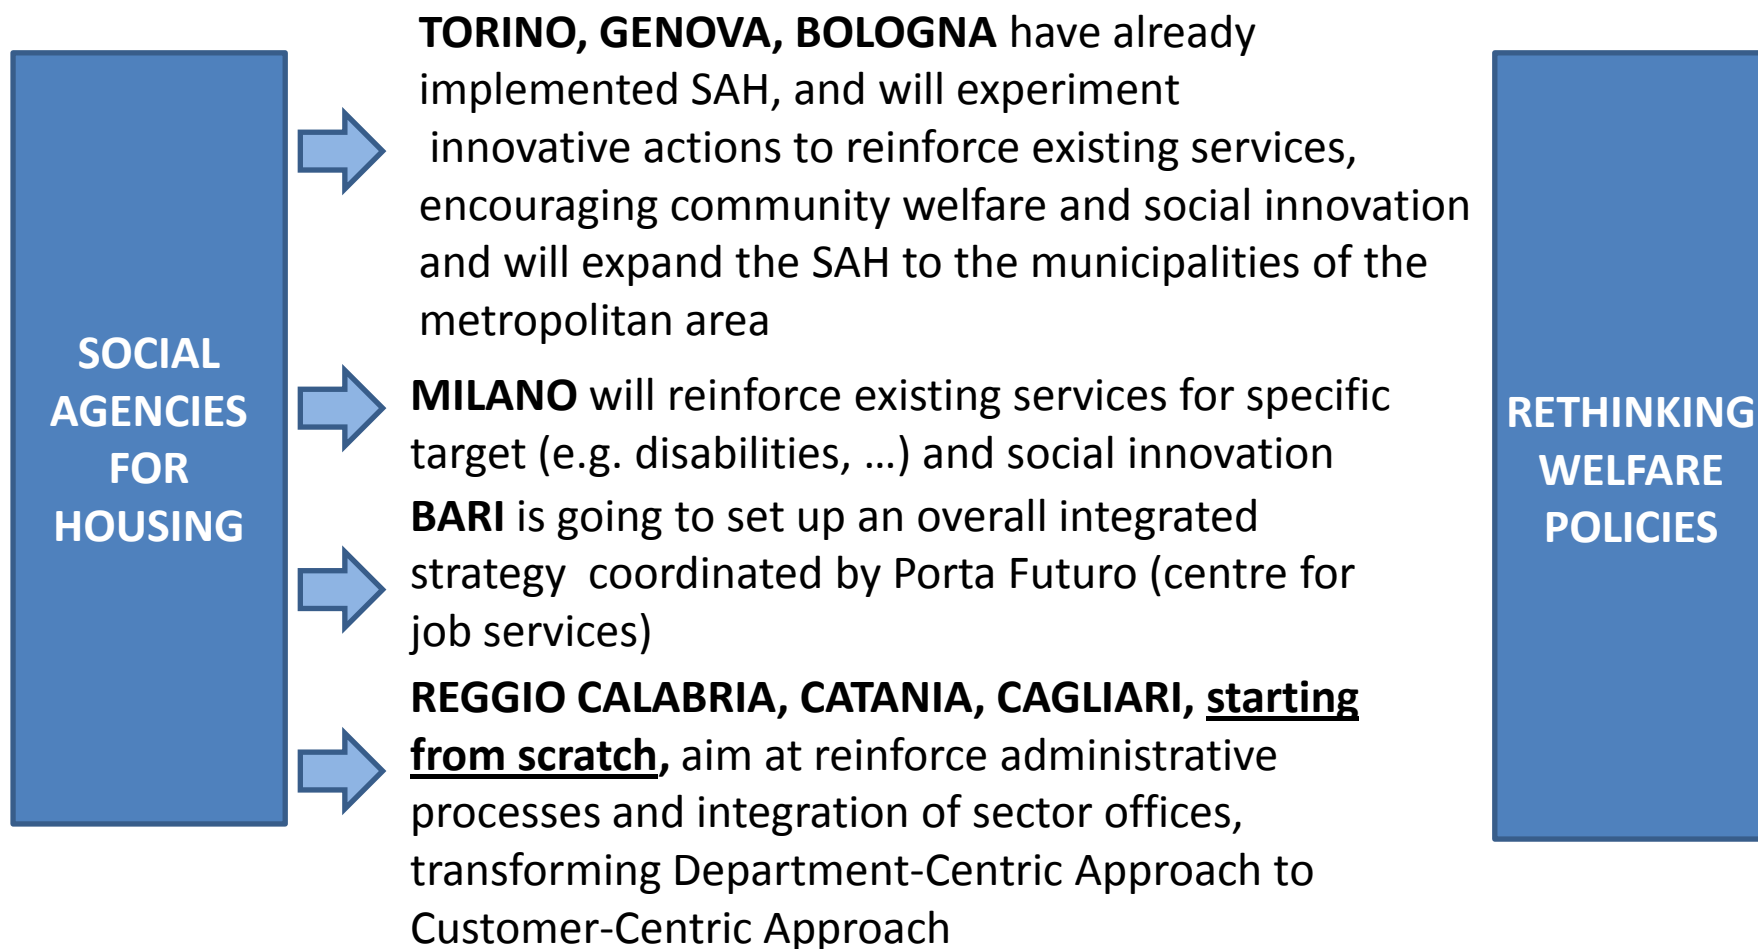 SOCIAL
AGENCIES
FOR
HOUSING
TORINO, GENOVA, BOLOGNA have already
implemented SAH, and will experiment
innovative actions to reinforce existing services,
encouraging community welfare and social innovation
and will expand the SAH to the municipalities of the
metropolitan area
MILANO will reinforce existing services for specific
target (e.g. disabilities, …) and social innovation
BARI is going to set up an overall integrated
strategy  coordinated by Porta Futuro (centre for
job services)
REGGIO CALABRIA, CATANIA, CAGLIARI, starting
from scratch, aim at reinforce administrative
processes and integration of sector offices,
transforming Department-Centric Approach to
Customer-Centric Approach
RETHINKING
WELFARE
POLICIES